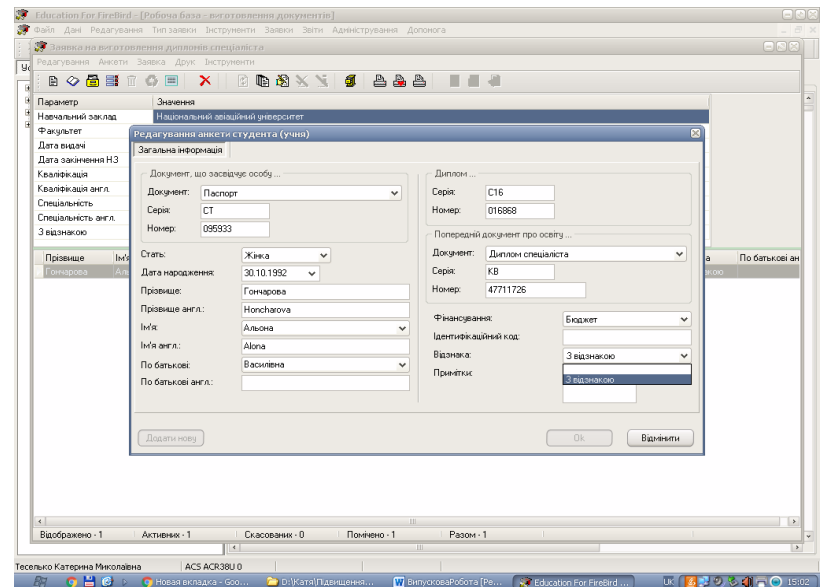 Education For FireBird - [Робоча база - виготовлення документів]
Файл Дані Редагування Тип заявки Інструменти Заявки Звіти Адміністрування Допомога
Заявка на виготовлення дипломів спеціаліста
Редагування Анкети Заявка Друк Інструменти
Параметр Значення
Навчальний заклад Національний авіаційний університет
Факультет
Дата видачі
Дата закінчення НЗ
Кваліфікація
Кваліфікація англ.
Спеціальність
Спеціальність англ.
З відзнакою
Прізвище Ім'я По батькові ан
Гончарова
Редагування анкети студента (учня)
Загальна інформація
Документ, що засвідчує особу ...
Документ: Паспорт
Серія: СТ
Номер: 095933
Стать: Жінка
Дата народження: 30.10.1992
Прізвище: Гончарова
Прізвище англ.: Honcharova
Ім'я: Альона
Ім'я англ.: Alona
По батькові: Василівна
По батькові англ.:
Диплом ...
Серія: С16
Номер: 016868
Попередній документ про освіту ...
Документ: Диплом спеціаліста
Серія: КВ
Номер: 47711726
Фінансування: Бюджет
Ідентифікаційний код:
Відзнака: З відзнакою
З відзнакою
Примітки:
Додати нову Ok Відмінити
Відображено - 1 Активних - 1 Скасованих - 0 Помічено - 1 Разом - 1
Теселько Катерина Миколаївна ACS ACR38U 0
Новая вкладка - Goo... D:\Катя\Підвищення... ВипусковаРобота [Ре... Education For FireBird ... UK 15:02